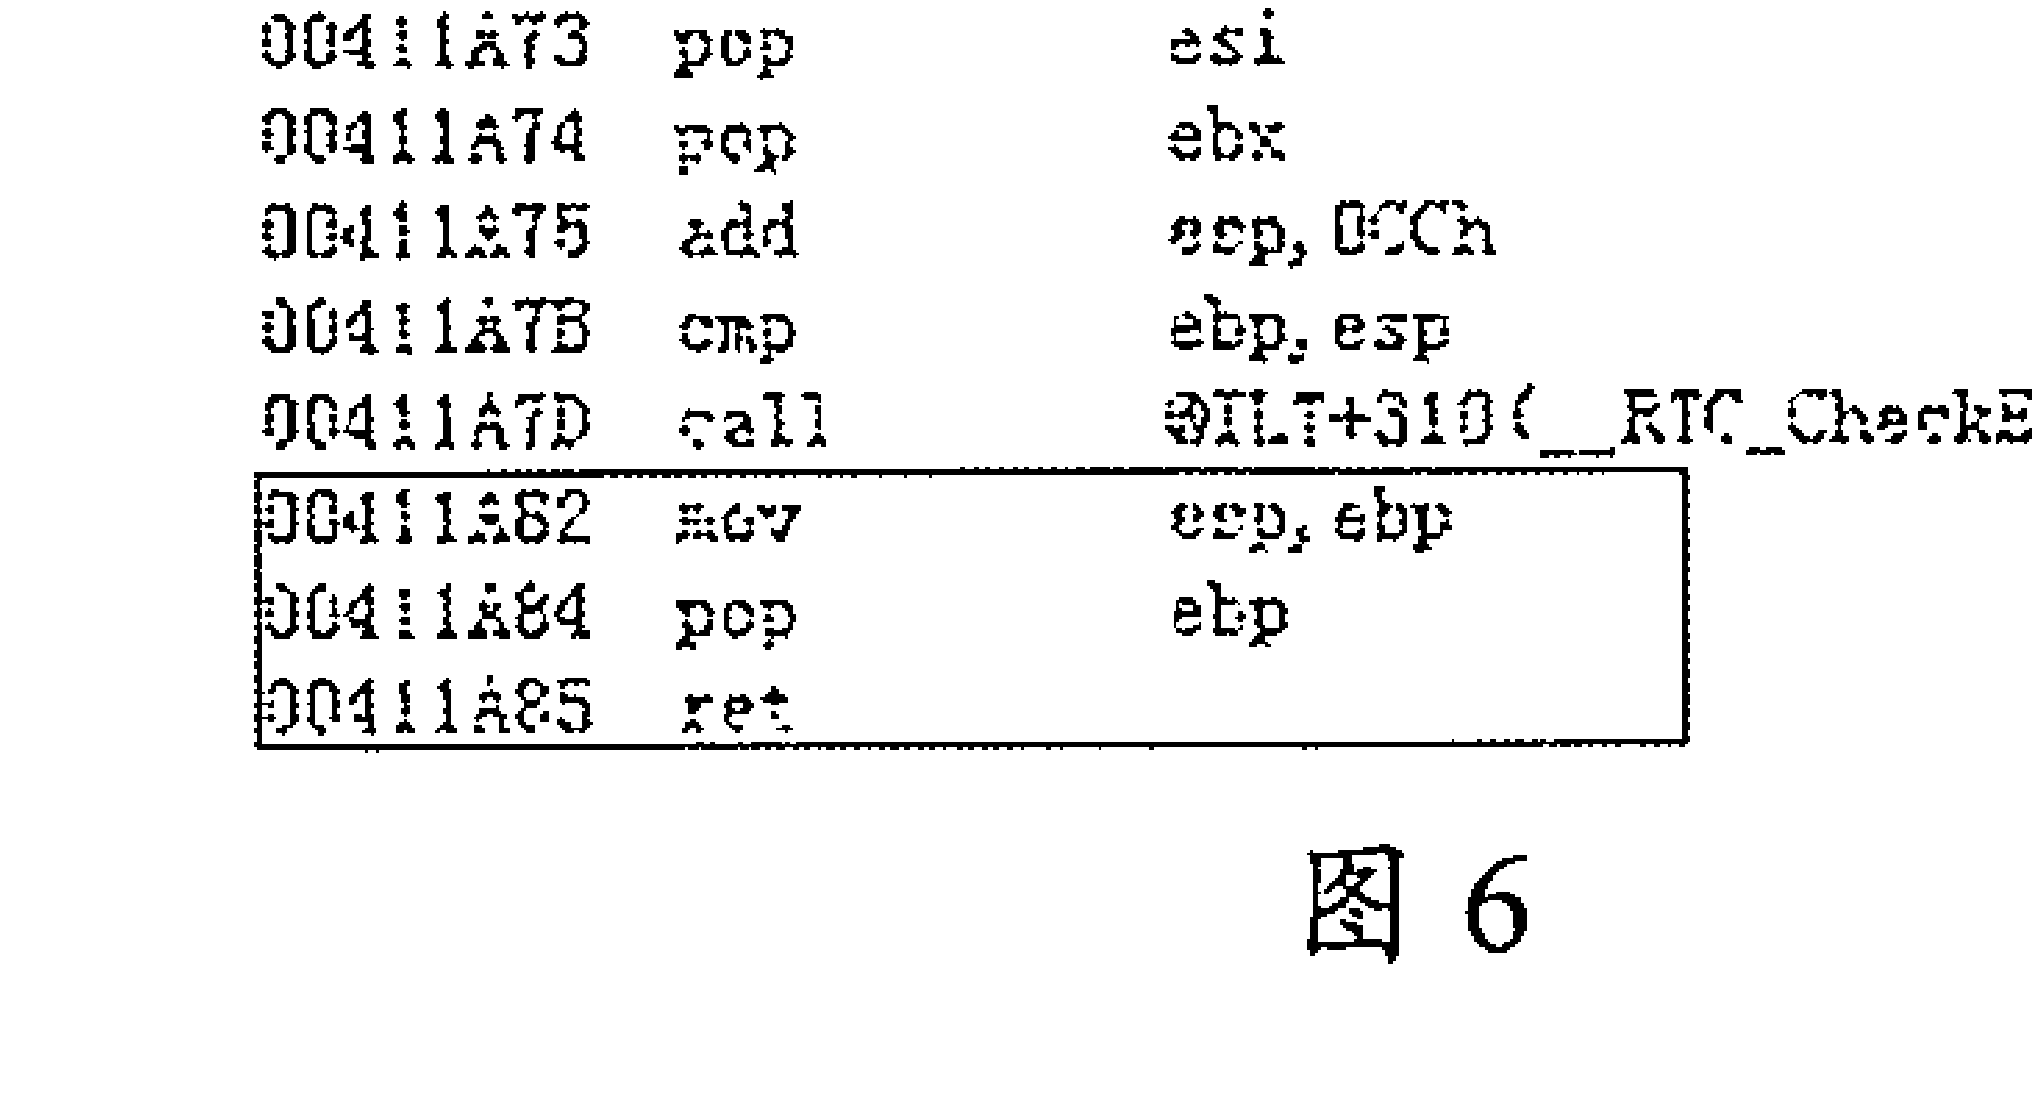 00411A73 pop esi
00411A74 pop ebx
00411A75 add esp, 0CCh
00411A7B cmp ebp, esp
00411A7D call @ILT+310(__RTC_CheckE
00411A82 mov esp, ebp
00411A84 pop ebp
00411A85 ret
图 6